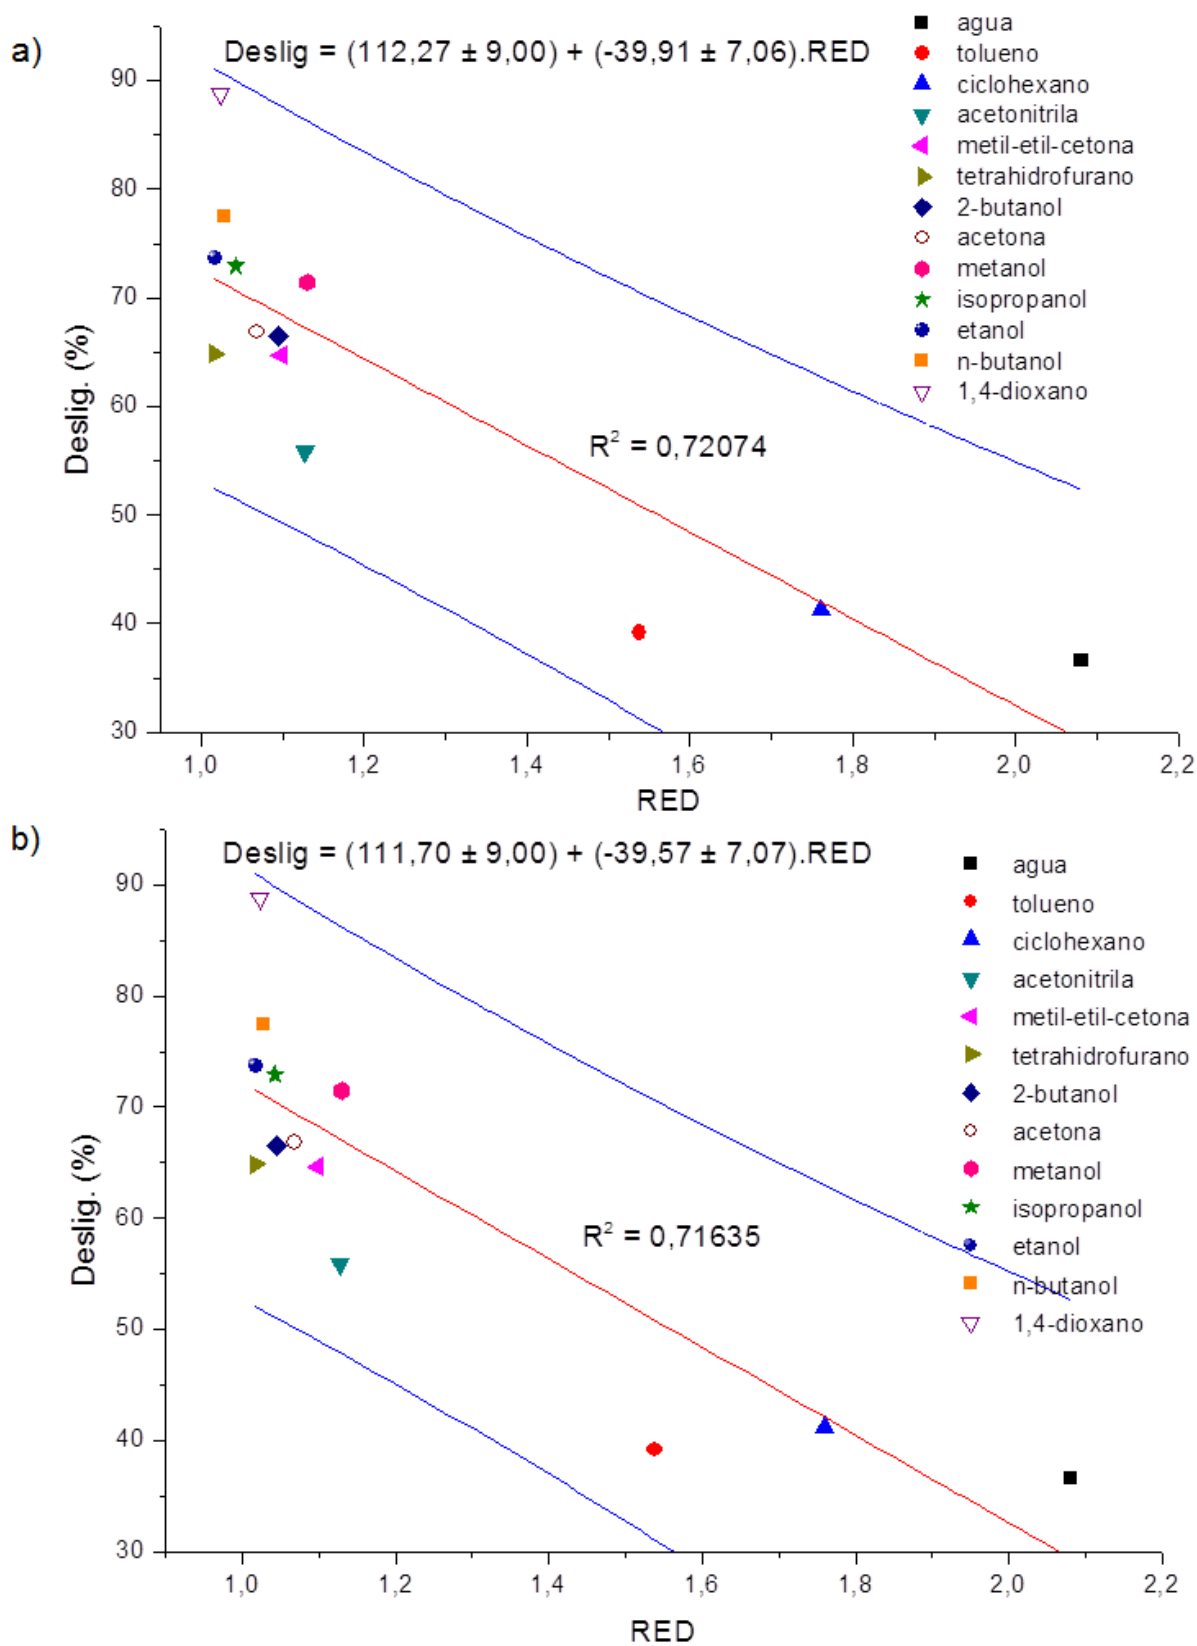 a)
Deslig = (112,27 ± 9,00) + (-39,91 ± 7,06).RED
agua
tolueno
ciclohexano
acetonitrila
metil-etil-cetona
tetrahidrofurano
2-butanol
acetona
metanol
isopropanol
etanol
n-butanol
1,4-dioxano
R² = 0,72074
Deslig. (%)
90
80
70
60
50
40
30
1,0 1,2 1,4 1,6 1,8 2,0 2,2
RED
b)
Deslig = (111,70 ± 9,00) + (-39,57 ± 7,07).RED
agua
tolueno
ciclohexano
acetonitrila
metil-etil-cetona
tetrahidrofurano
2-butanol
acetona
metanol
isopropanol
etanol
n-butanol
1,4-dioxano
R² = 0,71635
Deslig. (%)
90
80
70
60
50
40
30
1,0 1,2 1,4 1,6 1,8 2,0 2,2
RED